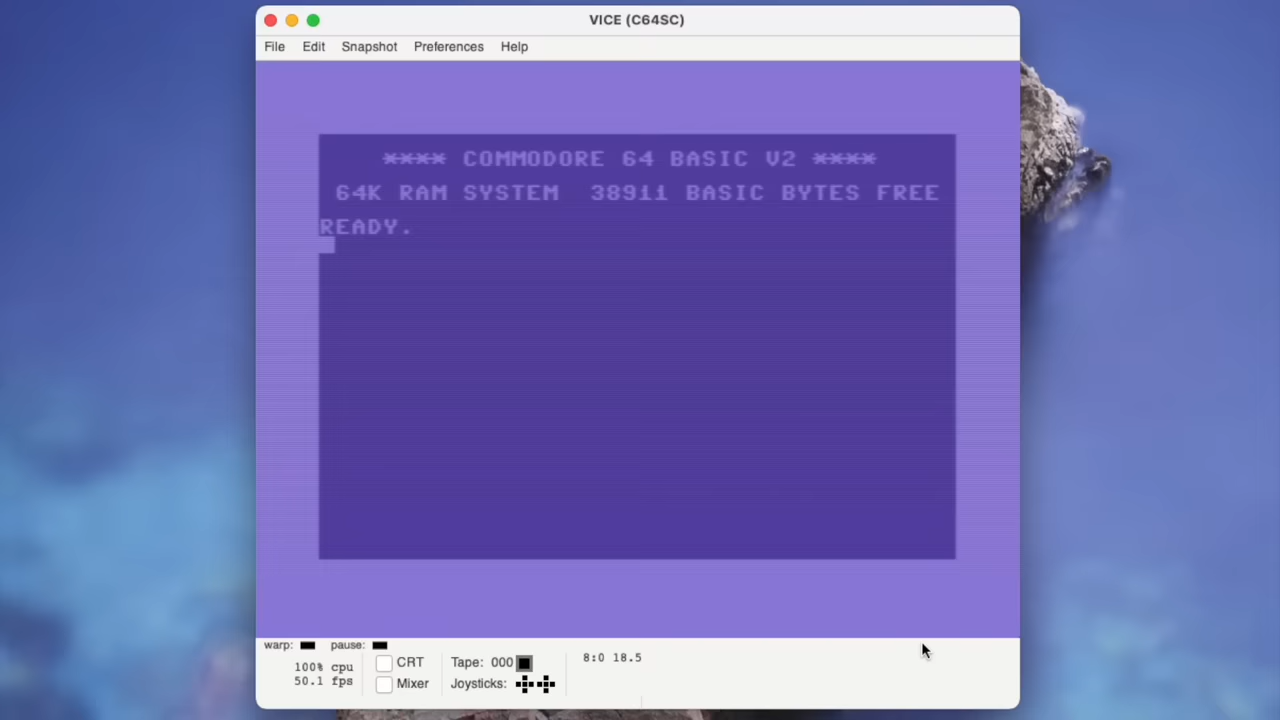 VICE (C64SC)
File Edit Snapshot Preferences Help
**** COMMODORE 64 BASIC V2 ****
64K RAM SYSTEM 38911 BASIC BYTES FREE
READY.
warp: pause:
100% cpu
50.1 fps
CRT
Mixer
Tape: 000
Joysticks:
8:0 18.5